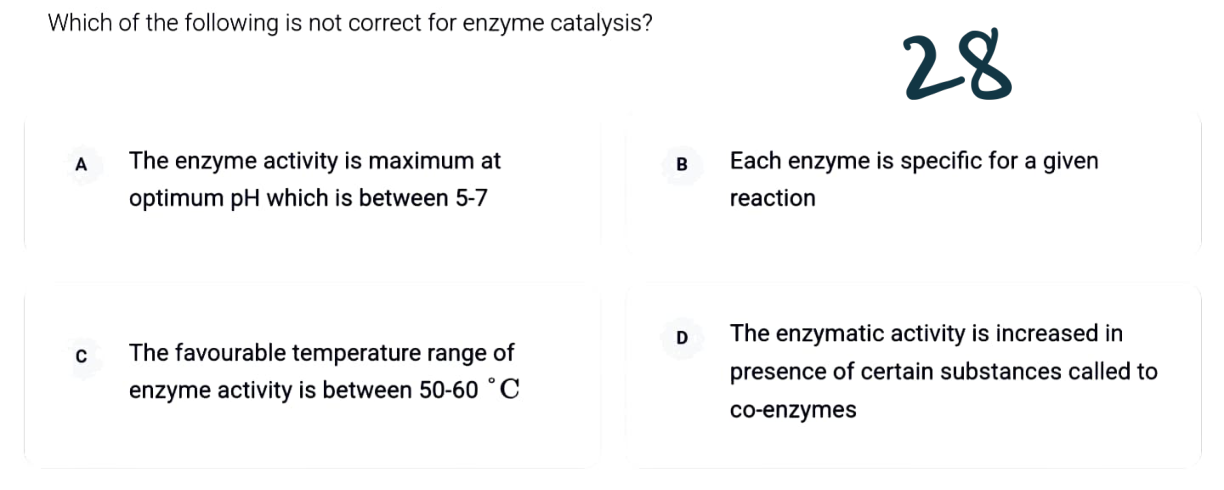 Which of the following is not correct for enzyme catalysis?
28
A The enzyme activity is maximum at
optimum pH which is between 5-7
B Each enzyme is specific for a given
reaction
C The favourable temperature range of
enzyme activity is between 50-60 °C
D The enzymatic activity is increased in
presence of certain substances called to
co-enzymes